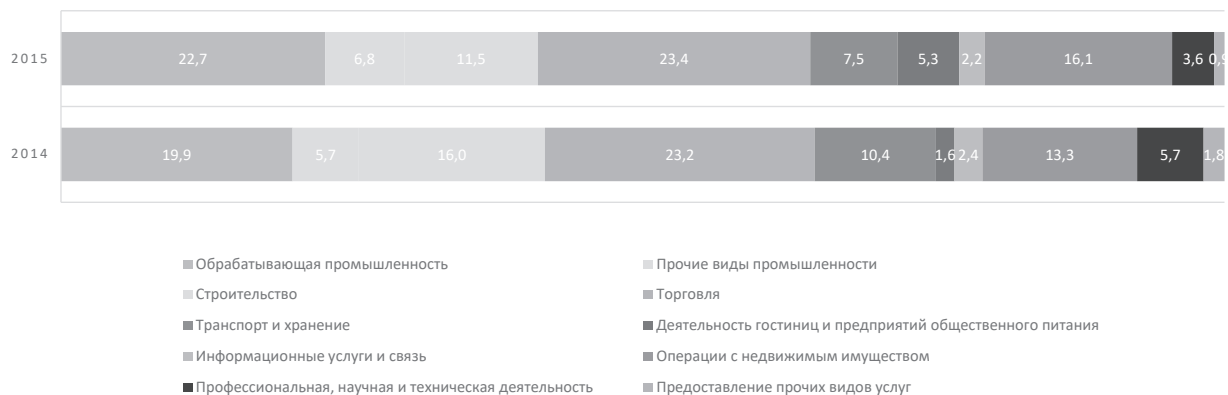 2015
22,7 6,8 11,5 23,4 7,5 5,3 2,2 16,1 3,6 0,9
2014
19,9 5,7 16,0 23,2 10,4 1,6 2,4 13,3 5,7 1,8
Обрабатывающая промышленность
Прочие виды промышленности
Строительство
Торговля
Транспорт и хранение
Деятельность гостиниц и предприятий общественного питания
Информационные услуги и связь
Операции с недвижимым имуществом
Профессиональная, научная и техническая деятельность
Предоставление прочих видов услуг